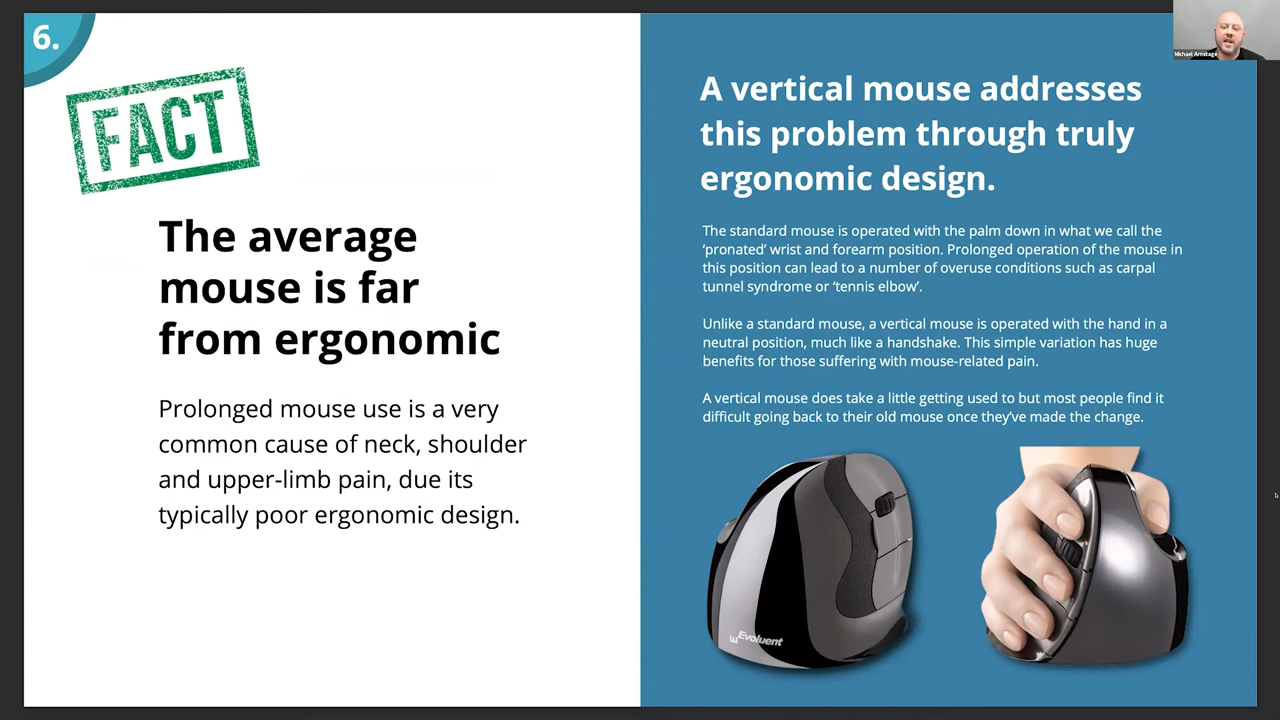 6.
FACT
The average
mouse is far
from ergonomic
Prolonged mouse use is a very
common cause of neck, shoulder
and upper-limb pain, due its
typically poor ergonomic design.
A vertical mouse addresses
this problem through truly
ergonomic design.
The standard mouse is operated with the palm down in what we call the
‘pronated’ wrist and forearm position. Prolonged operation of the mouse in
this position can lead to a number of overuse conditions such as carpal
tunnel syndrome or ‘tennis elbow’.
Unlike a standard mouse, a vertical mouse is operated with the hand in a
neutral position, much like a handshake. This simple variation has huge
benefits for those suffering with mouse-related pain.
A vertical mouse does take a little getting used to but most people find it
difficult going back to their old mouse once they’ve made the change.
Evoluent
Michael Armitage